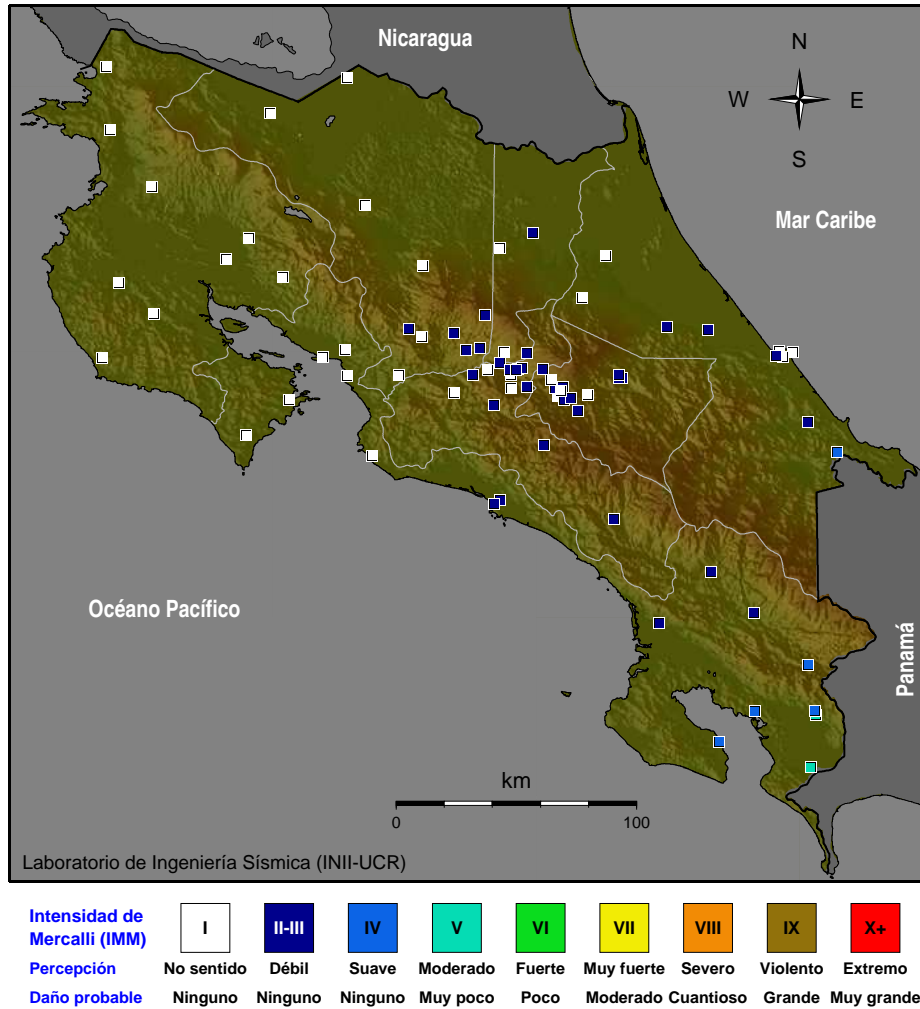 Nicaragua
N
W E
S
Mar Caribe
Océano Pacífico
Panamá
km
0 100
Laboratorio de Ingeniería Sísmica (INII-UCR)
Intensidad de
Mercalli (IMM)
I II-III IV V VI VII VIII IX X+
Percepción No sentido Débil Suave Moderado Fuerte Muy fuerte Severo Violento Extremo
Daño probable Ninguno Ninguno Ninguno Muy poco Poco Moderado Cuantioso Grande Muy grande